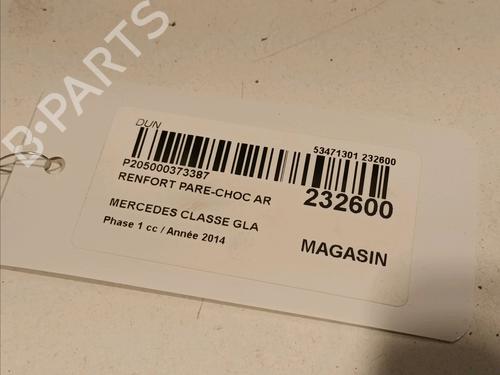 B-PARTS
DUN
53471301 232600
P205000373387
232600
RENFORT PARE-CHOC AR
MERCEDES CLASSE GLA
Phase 1 cc / Année 2014
MAGASIN